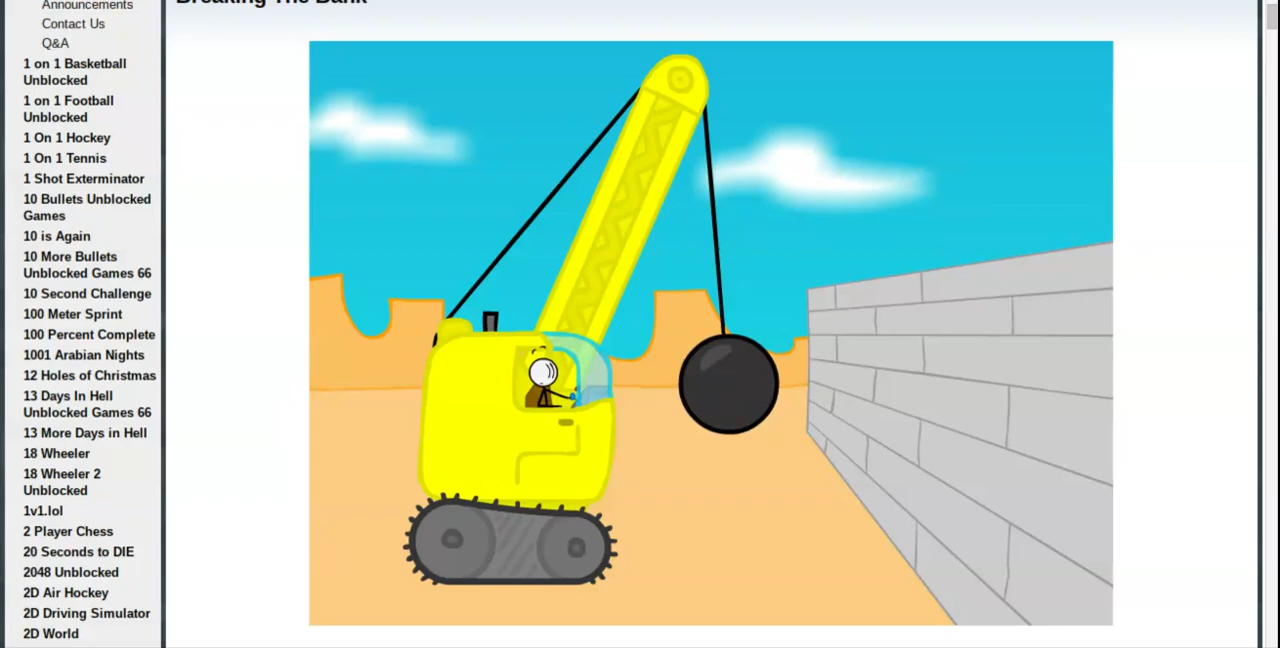 Announcements
Contact Us
Q&A
1 on 1 Basketball
Unblocked
1 on 1 Football
Unblocked
1 On 1 Hockey
1 On 1 Tennis
1 Shot Exterminator
10 Bullets Unblocked
Games
10 is Again
10 More Bullets
Unblocked Games 66
10 Second Challenge
100 Meter Sprint
100 Percent Complete
1001 Arabian Nights
12 Holes of Christmas
13 Days In Hell
Unblocked Games 66
13 More Days in Hell
18 Wheeler
18 Wheeler 2
Unblocked
1v1.lol
2 Player Chess
20 Seconds to DIE
2048 Unblocked
2D Air Hockey
2D Driving Simulator
2D World
Breaking The Bank